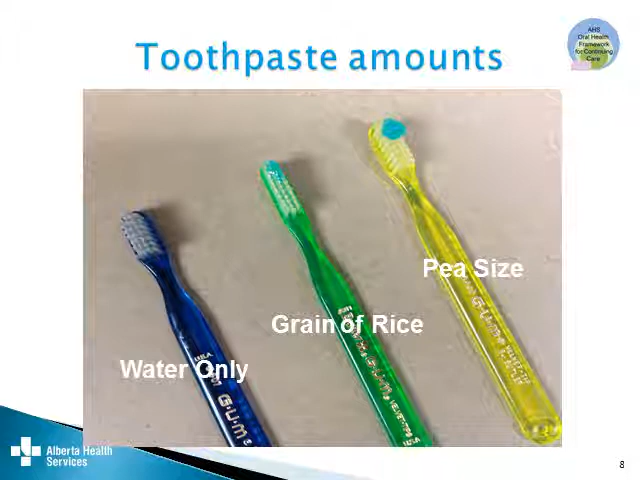 Toothpaste amounts
AHS
Oral Health
Framework
for Continuing
Care
Pea Size
Grain of Rice
Water Only
G·U·M
G·U·M
G·U·M
Alberta Health
Services
8